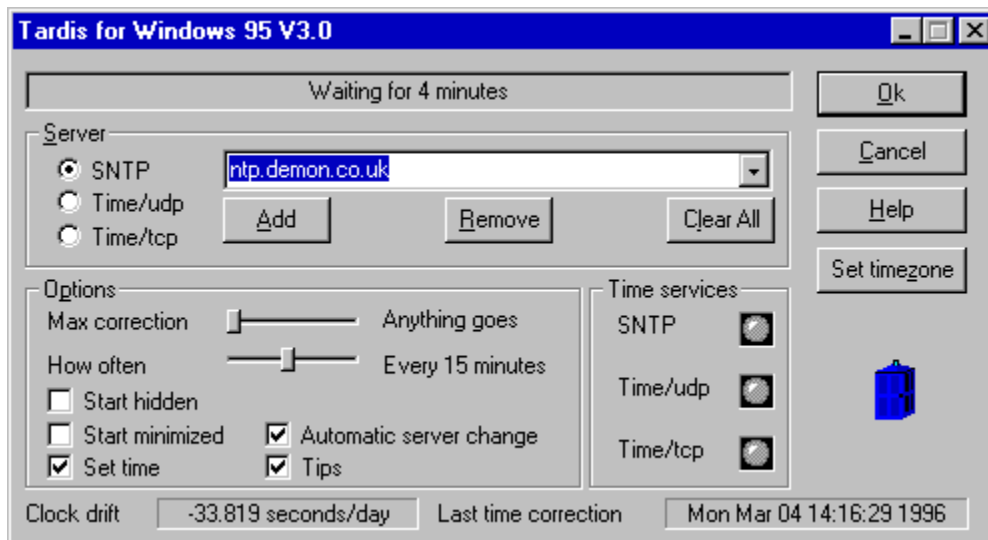 Tardis for Windows 95 V3.0
Waiting for 4 minutes
Ok
Server
SNTP
ntp.demon.co.uk
Cancel
Time/udp
Add
Remove
Clear All
Help
Time/tcp
Set timezone
Options
Time services
Max correction
Anything goes
SNTP
How often
Every 15 minutes
Start hidden
Time/udp
Start minimized
Automatic server change
Set time
Tips
Time/tcp
Clock drift
-33.819 seconds/day
Last time correction
Mon Mar 04 14:16:29 1996